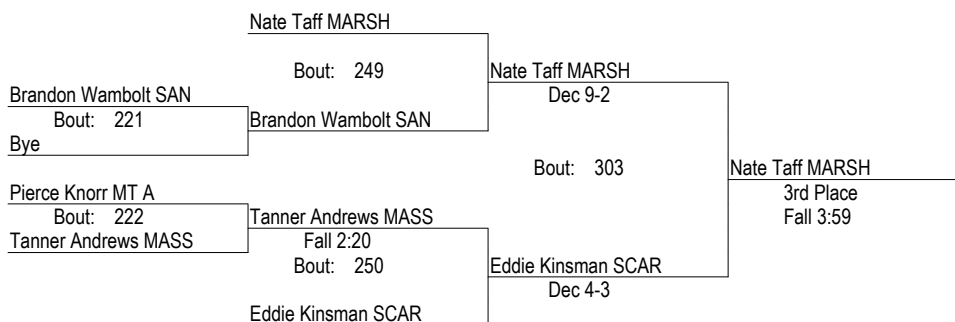 Nate Taff MARSH
Bout: 249
Nate Taff MARSH
Brandon Wambolt SAN
Dec 9-2
Bout: 221
Brandon Wambolt SAN
Bye
Bout: 303
Nate Taff MARSH
Pierce Knorr MT A
3rd Place
Bout: 222
Tanner Andrews MASS
Fall 3:59
Tanner Andrews MASS
Fall 2:20
Bout: 250
Eddie Kinsman SCAR
Dec 4-3
Eddie Kinsman SCAR